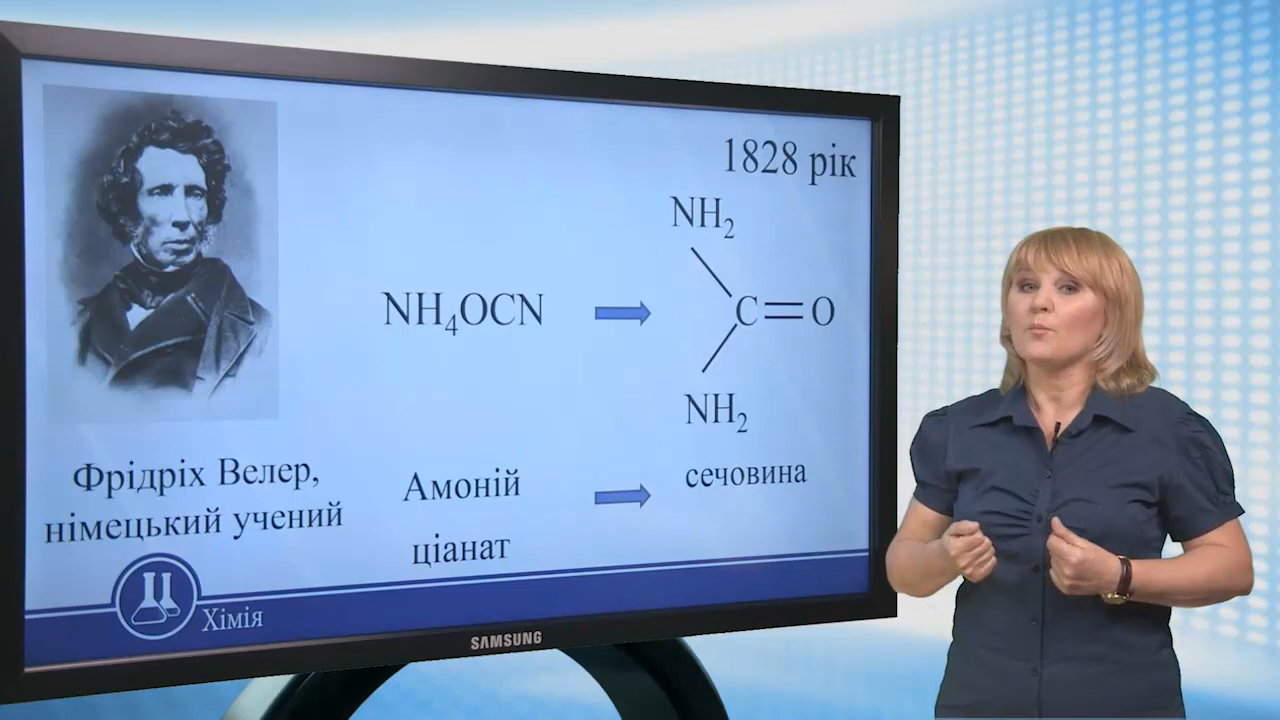 1828 рік
NH₂
NH₄OCN
C=O
NH₂
Фрідріх Велер,
німецький учений
Амоній
ціанат
сечовина
Хімія
SAMSUNG